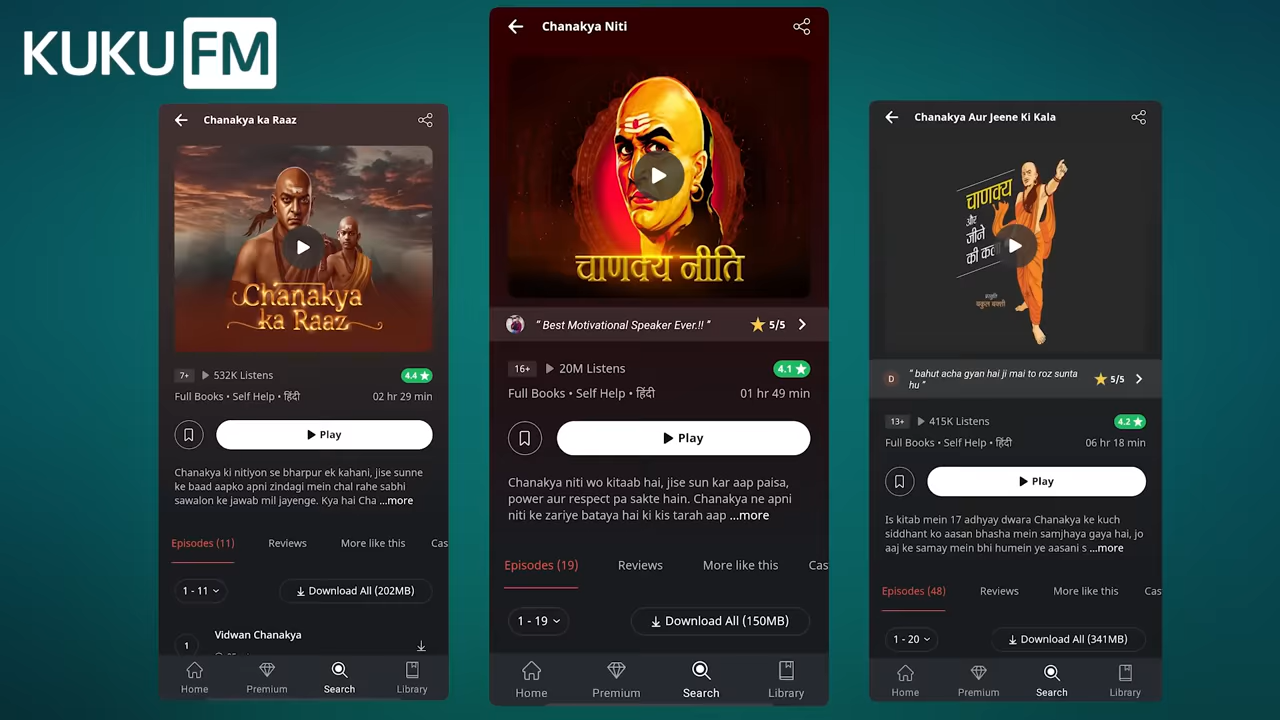 KUKU FM
Chanakya ka Raaz
Chanakya
ka Raaz
7+ 532K Listens 4.4
Full Books • Self Help • हिंदी 02 hr 29 min
Play
Chanakya ki nitiyon se bharpur ek kahani, jise sunne
ke baad aapko apni zindagi mein chal rahe sabhi
sawalon ke jawab mil jayenge. Kya hai Cha ...more
Episodes (11) Reviews More like this Cas
1 - 11 Download All (202MB)
1 Vidwan Chanakya
Home Premium Search Library
Chanakya Niti
चाणक्य नीति
" Best Motivational Speaker Ever.!! " 5/5
16+ 20M Listens 4.1
Full Books • Self Help • हिंदी 01 hr 49 min
Play
Chanakya niti wo kitaab hai, jise sun kar aap paisa,
power aur respect pa sakte hain. Chanakya ne apni
niti ke zariye bataya hai ki kis tarah aap ...more
Episodes (19) Reviews More like this Cas
1 - 19 Download All (150MB)
Home Premium Search Library
Chanakya Aur Jeene Ki Kala
चाणक्य
और
जीने
की कला
D " bahut acha gyan hai ji mai to roz sunta
hu " 5/5
13+ 415K Listens 4.2
Full Books • Self Help • हिंदी 06 hr 18 min
Play
Is kitab mein 17 adhyay dwara Chanakya ke kuch
siddhant ko aasan bhasha mein samjhaya gaya hai, jo
aaj ke samay mein bhi humein ye aasani s ...more
Episodes (48) Reviews More like this Cas
1 - 20 Download All (341MB)
Home Premium Search Library